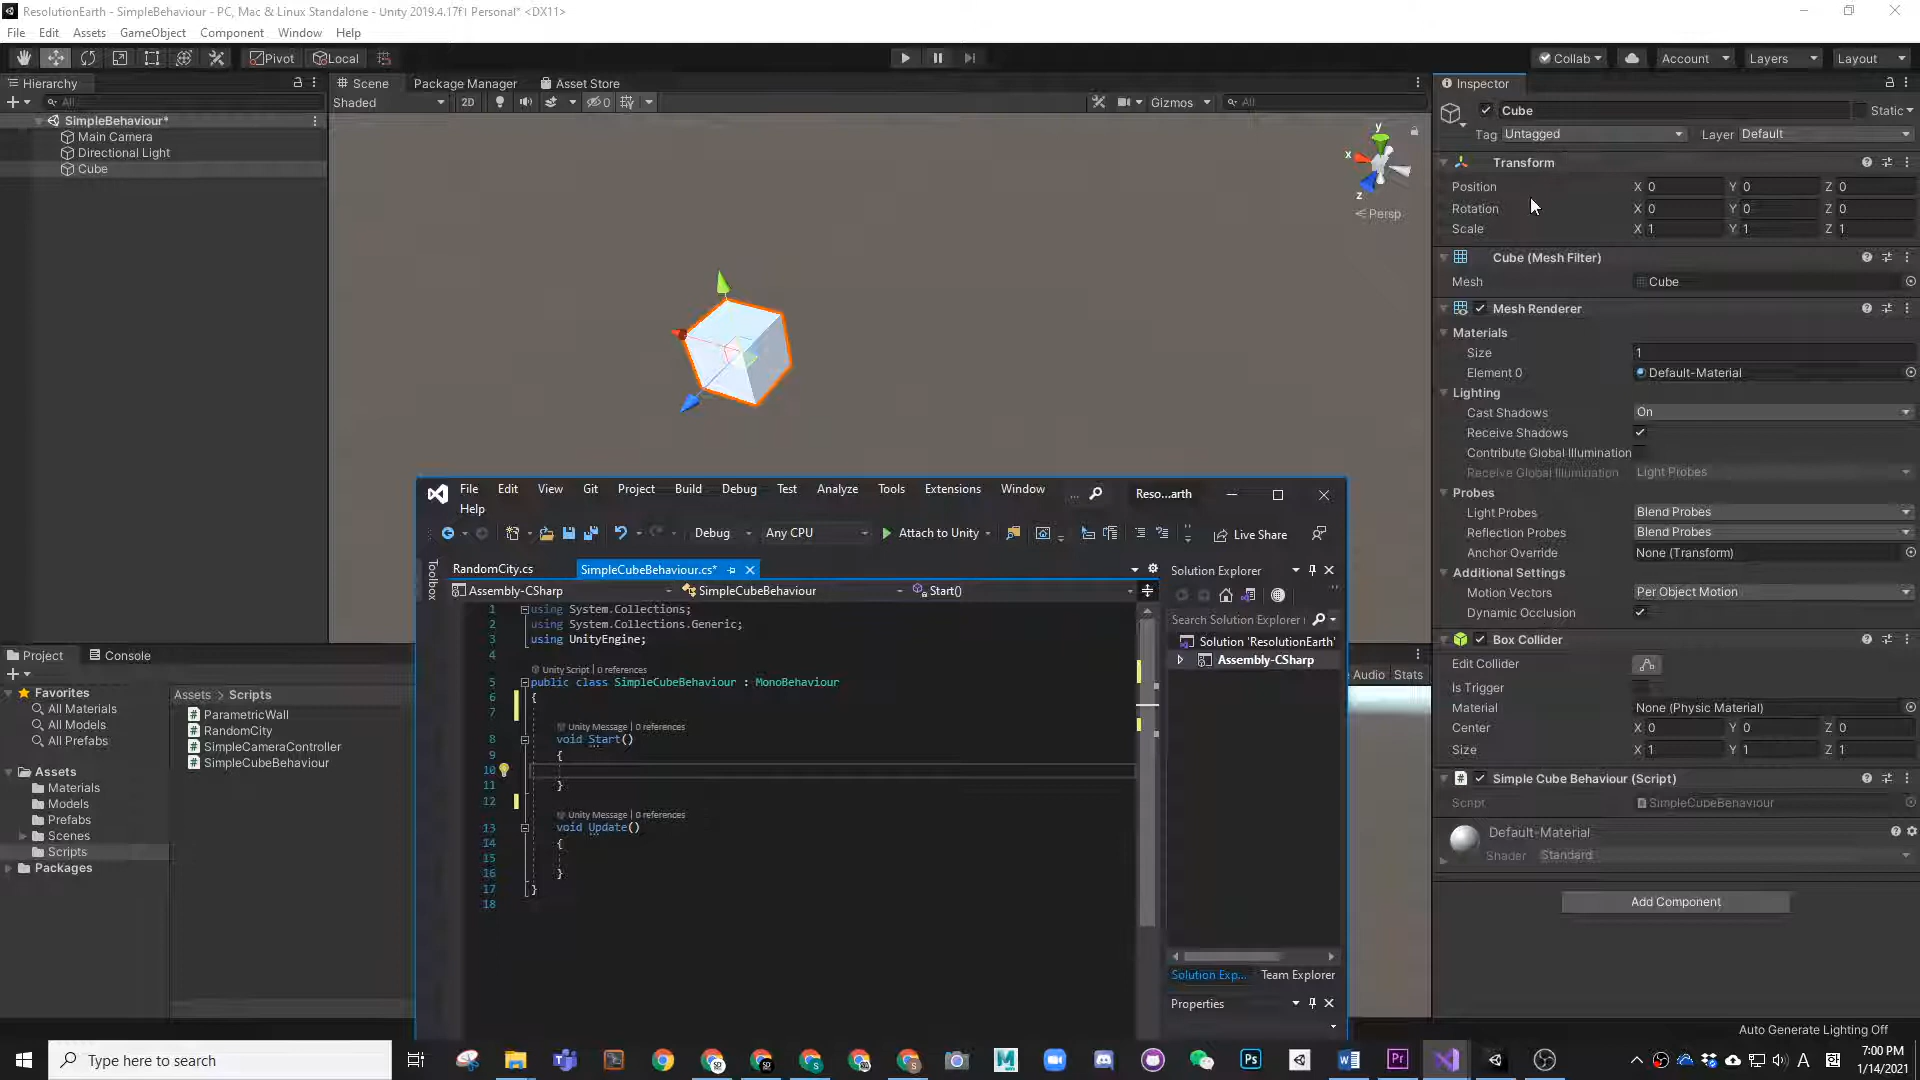 ResolutionEarth - SimpleBehaviour - PC, Mac & Linux Standalone - Unity 2019.4.17f1 Personal* <DX11>
File Edit Assets GameObject Component Window Help
Pivot Local Collab Account Layers Layout
Hierarchy
All
SimpleBehaviour*
Main Camera
Directional Light
Cube
Scene Package Manager Asset Store
Shaded 2D 0 Gizmos All
y
x
z
Persp
Inspector
Cube Static
Tag Untagged Layer Default
Transform
Position X 0 Y 0 Z 0
Rotation X 0 Y 0 Z 0
Scale X 1 Y 1 Z 1
Cube (Mesh Filter)
Mesh Cube
Mesh Renderer
Materials
Size 1
Element 0 Default-Material
Lighting
Cast Shadows On
Receive Shadows
Contribute Global Illumination
Receive Global Illumination Light Probes
Probes
Light Probes Blend Probes
Reflection Probes Blend Probes
Anchor Override None (Transform)
Additional Settings
Motion Vectors Per Object Motion
Dynamic Occlusion
Box Collider
Edit Collider
Is Trigger
Material None (Physic Material)
Center X 0 Y 0 Z 0
Size X 1 Y 1 Z 1
# Simple Cube Behaviour (Script)
Script SimpleCubeBehaviour
Default-Material
Shader Standard
Add Component
Auto Generate Lighting Off
Project Console
Favorites
All Materials
All Models
All Prefabs
Assets
Materials
Models
Prefabs
Scenes
Scripts
Packages
Assets > Scripts
# ParametricWall
# RandomCity
# SimpleCameraController
# SimpleCubeBehaviour
Audio Stats
File Edit View Git Project Build Debug Test Analyze Tools Extensions Window ... Reso...arth
Help
Debug Any CPU Attach to Unity Live Share
Toolbox
RandomCity.cs SimpleCubeBehaviour.cs*
Assembly-CSharp SimpleCubeBehaviour Start()
1 using System.Collections;
2 using System.Collections.Generic;
3 using UnityEngine;
4
Unity Script | 0 references
5 public class SimpleCubeBehaviour : MonoBehaviour
6 {
7
Unity Message | 0 references
8 void Start()
9 {
10
11 }
12
Unity Message | 0 references
13 void Update()
14 {
15
16 }
17 }
18
Solution Explorer
Search Solution Explorer
Solution 'ResolutionEarth'
Assembly-CSharp
Solution Exp... Team Explorer
Properties
Type here to search
Ps
Pr
A
7:00 PM
1/14/2021